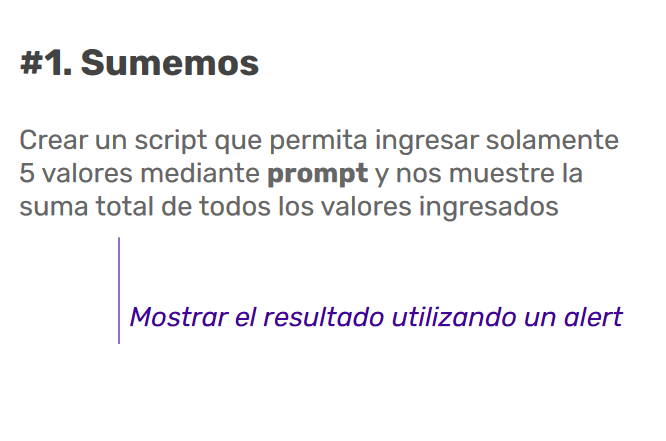 #1. Sumemos
Crear un script que permita ingresar solamente
5 valores mediante prompt y nos muestre la
suma total de todos los valores ingresados
Mostrar el resultado utilizando un alert